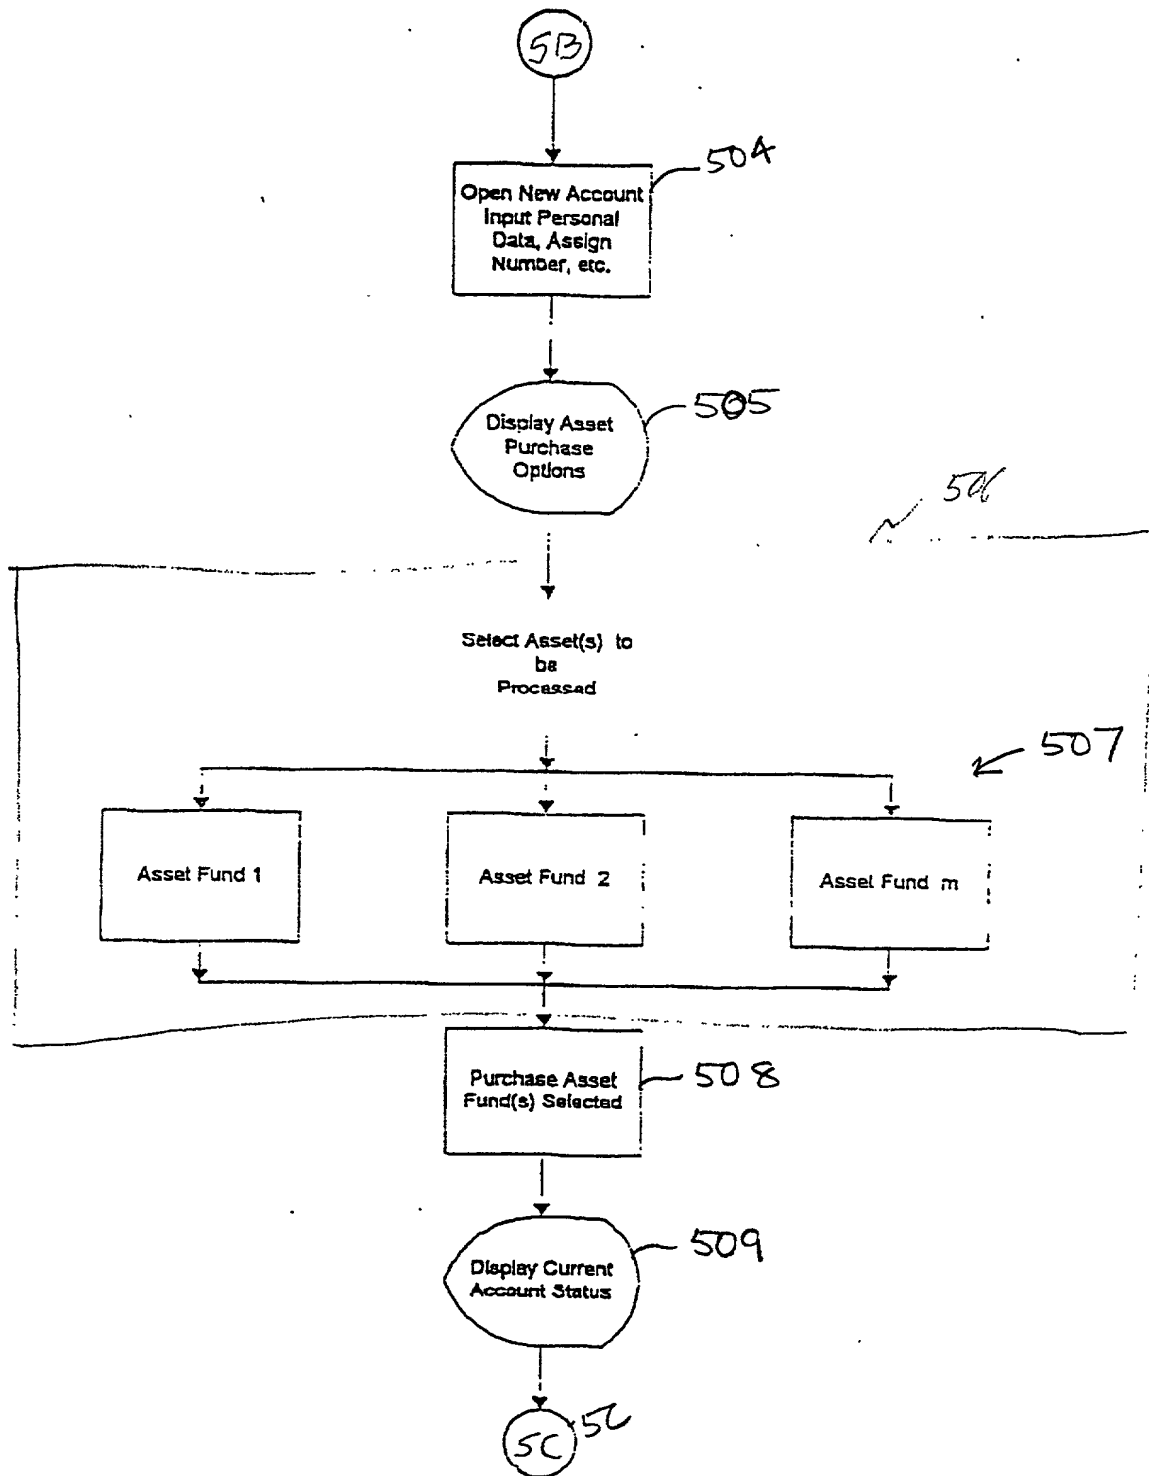 5B
504
Open New Account
Input Personal
Data, Assign
Number, etc.
505
Display Asset
Purchase
Options
506
Select Asset(s) to
be
Processed
507
Asset Fund 1
Asset Fund 2
Asset Fund m
Purchase Asset
Fund(s) Selected
508
Display Current
Account Status
509
5C
5C